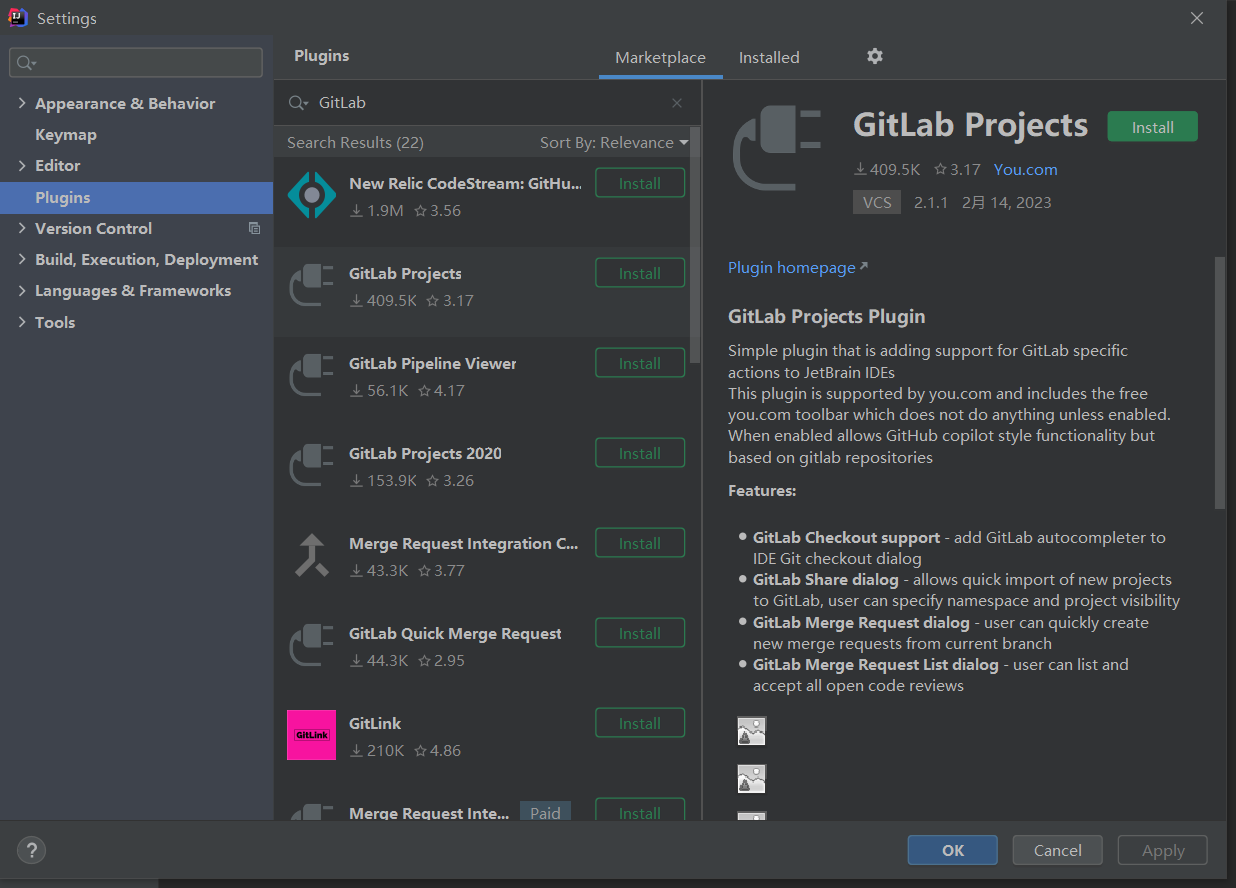 Settings
Plugins
Marketplace
Installed
Appearance & Behavior
Keymap
Editor
Plugins
Version Control
Build, Execution, Deployment
Languages & Frameworks
Tools
GitLab
Search Results (22)
Sort By: Relevance
New Relic CodeStream: GitHu...
Install
1.9M 3.56
GitLab Projects
Install
409.5K 3.17
GitLab Pipeline Viewer
Install
56.1K 4.17
GitLab Projects 2020
Install
153.9K 3.26
Merge Request Integration C...
Install
43.3K 3.77
GitLab Quick Merge Request
Install
44.3K 2.95
GitLink
GitLink
Install
210K 4.86
Merge Request Inte...
Paid
Install
GitLab Projects
Install
409.5K 3.17 You.com
VCS 2.1.1 2月 14, 2023
Plugin homepage
GitLab Projects Plugin
Simple plugin that is adding support for GitLab specific
actions to JetBrain IDEs
This plugin is supported by you.com and includes the free
you.com toolbar which does not do anything unless enabled.
When enabled allows GitHub copilot style functionality but
based on gitlab repositories
Features:
GitLab Checkout support - add GitLab autocompleter to
IDE Git checkout dialog
GitLab Share dialog - allows quick import of new projects
to GitLab, user can specify namespace and project visibility
GitLab Merge Request dialog - user can quickly create
new merge requests from current branch
GitLab Merge Request List dialog - user can list and
accept all open code reviews
?
OK
Cancel
Apply